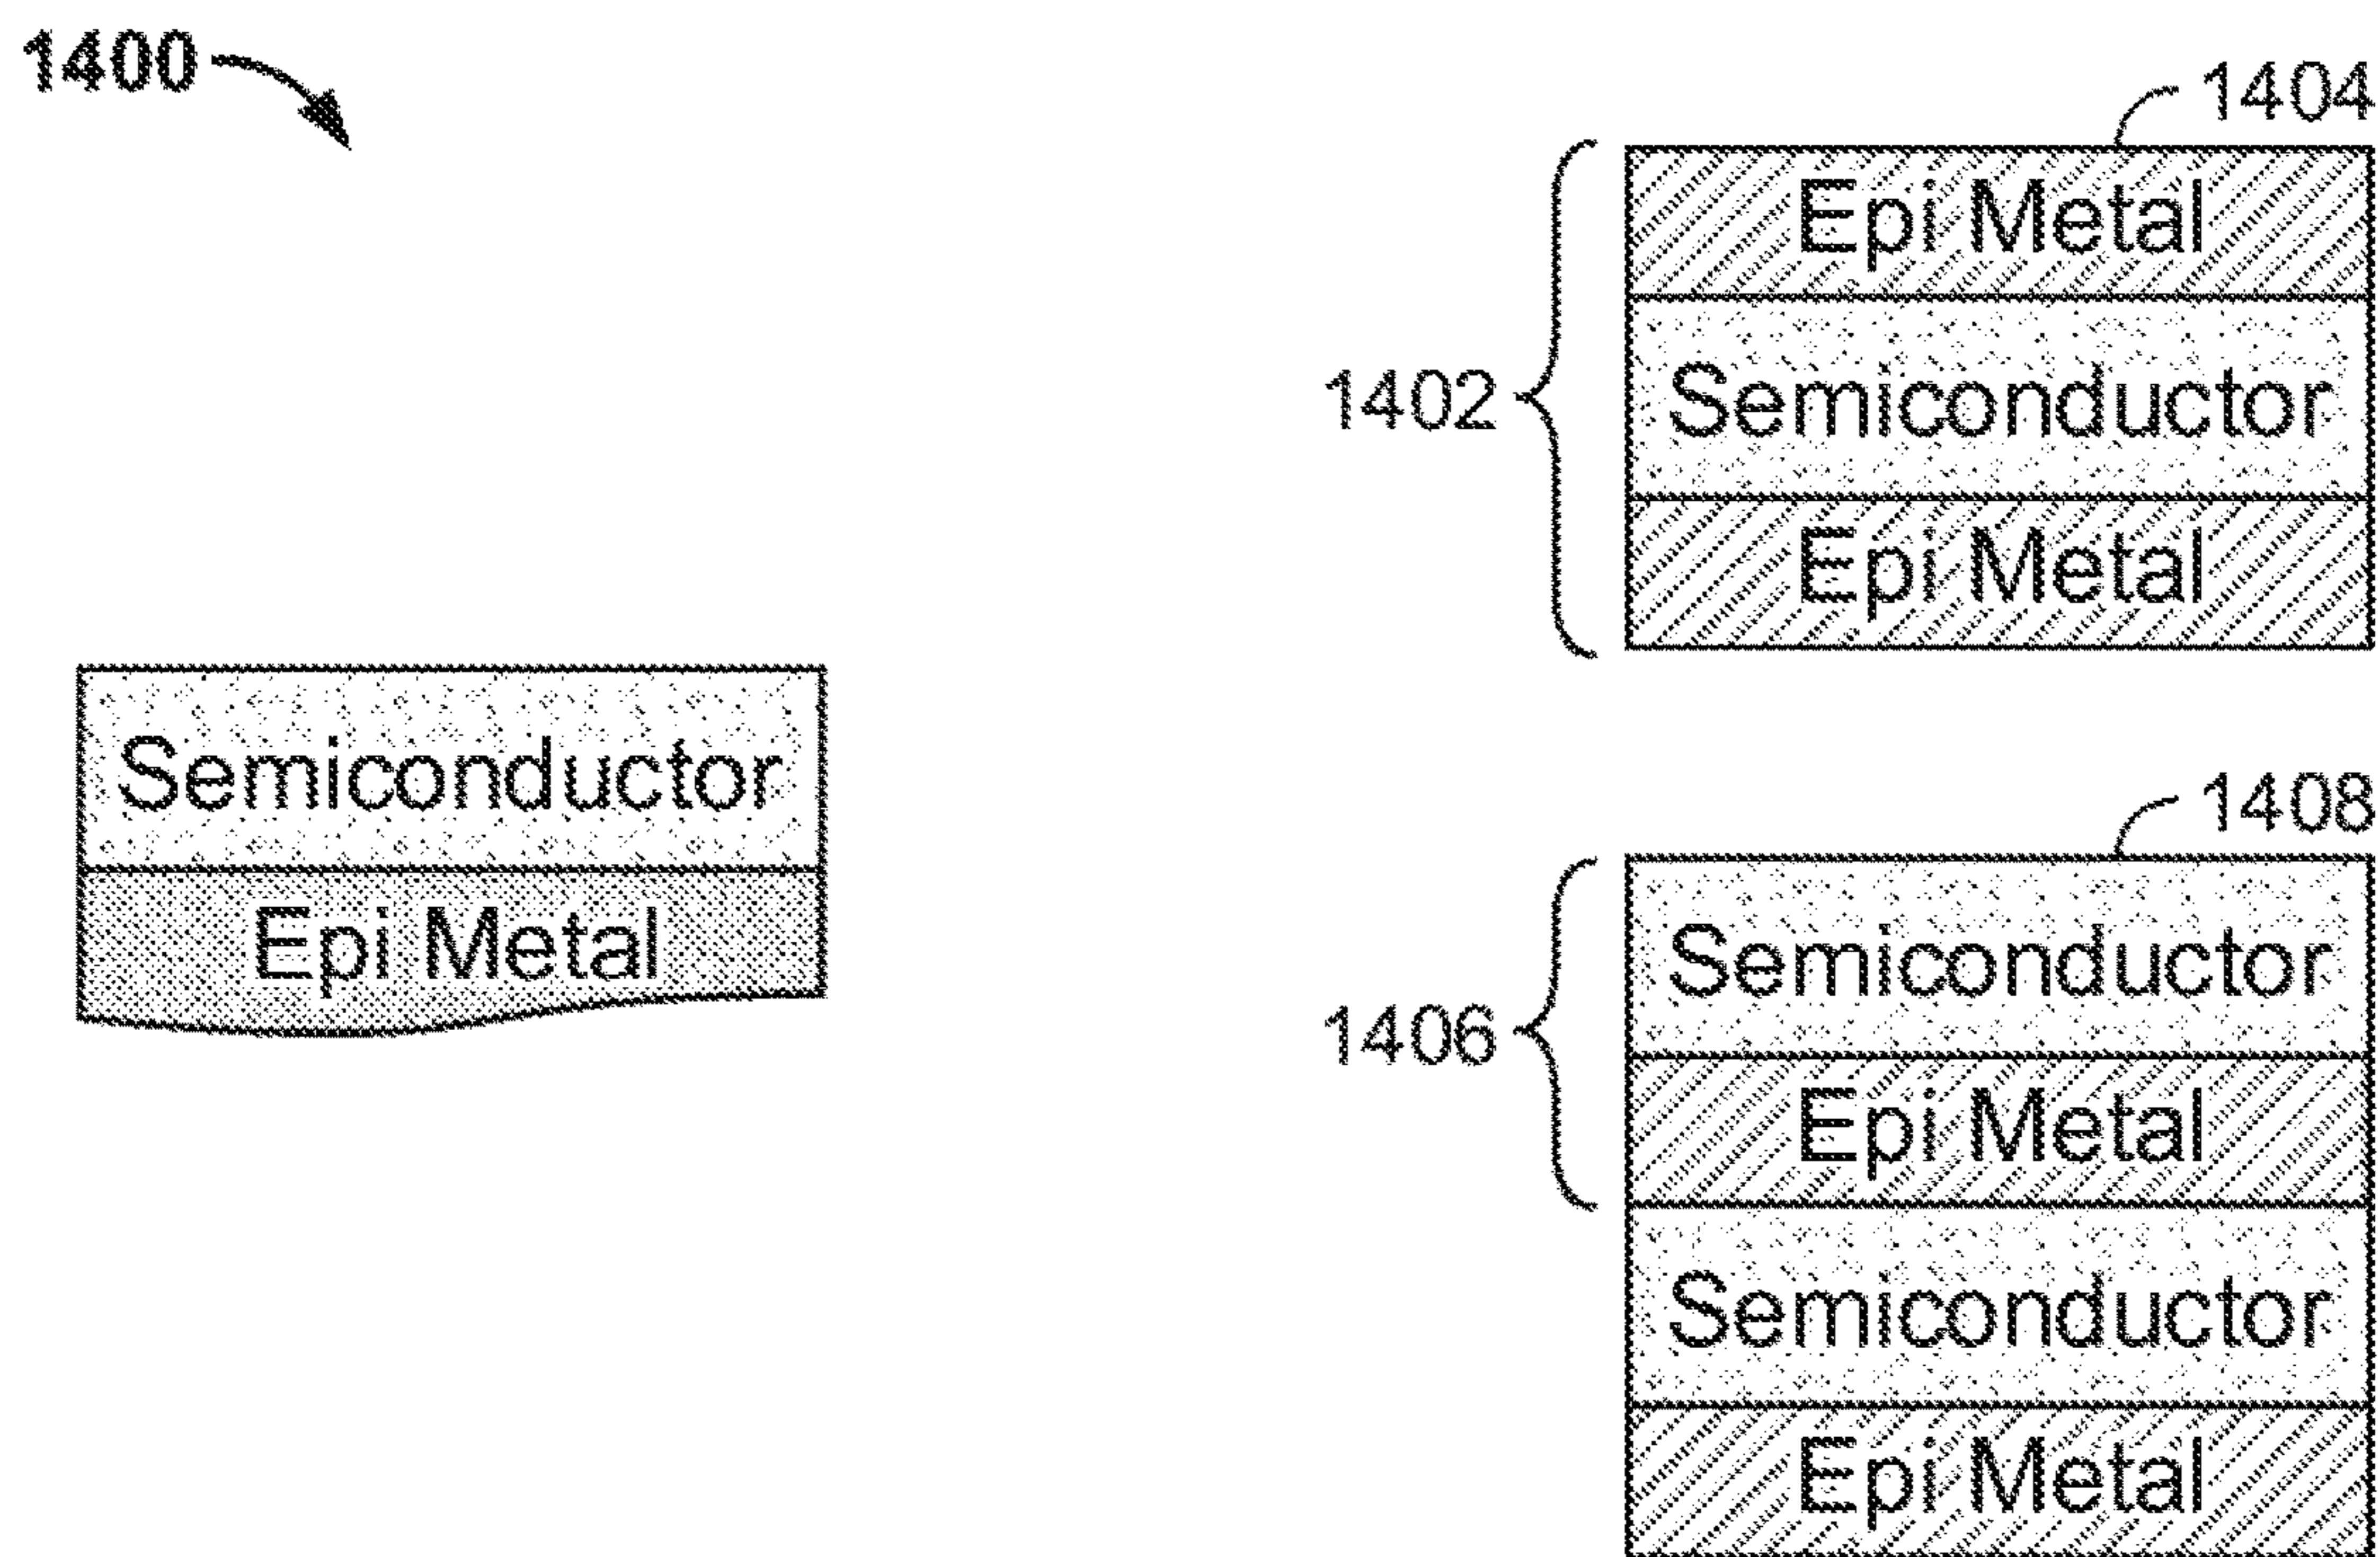 1400
1404
Epi Metal
1402
Semiconductor
Epi Metal
Semiconductor
Epi Metal
1408
1406
Semiconductor
Epi Metal
Semiconductor
Epi Metal